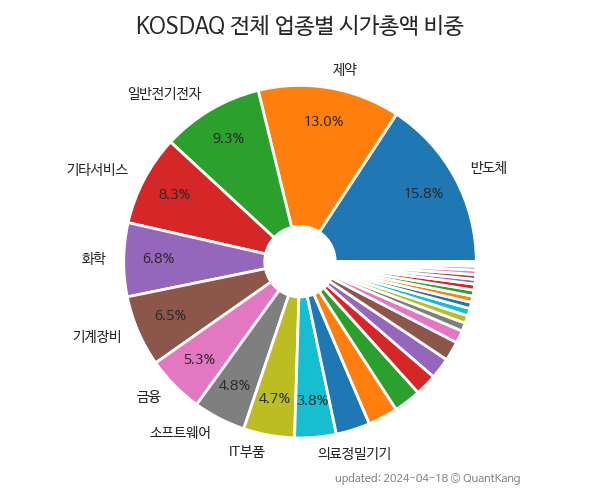 KOSDAQ 전체 업종별 시가총액 비중
제약
13.0%
일반전기전자
9.3%
반도체
15.8%
기타서비스
8.3%
화학
6.8%
기계장비
6.5%
금융
5.3%
소프트웨어
4.8%
IT부품
4.7%
의료정밀기기
3.8%
updated: 2024-04-18 © QuantKang